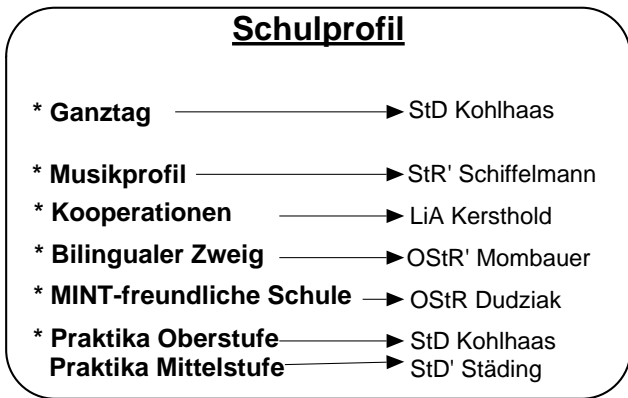 Schulprofil
* Ganztag StD Kohlhaas
* Musikprofil StR' Schiffelmann
* Kooperationen LiA Kersthold
* Bilingualer Zweig OStR' Mombauer
* MINT-freundliche Schule OStR Dudziak
* Praktika Oberstufe StD Kohlhaas
Praktika Mittelstufe StD' Städing